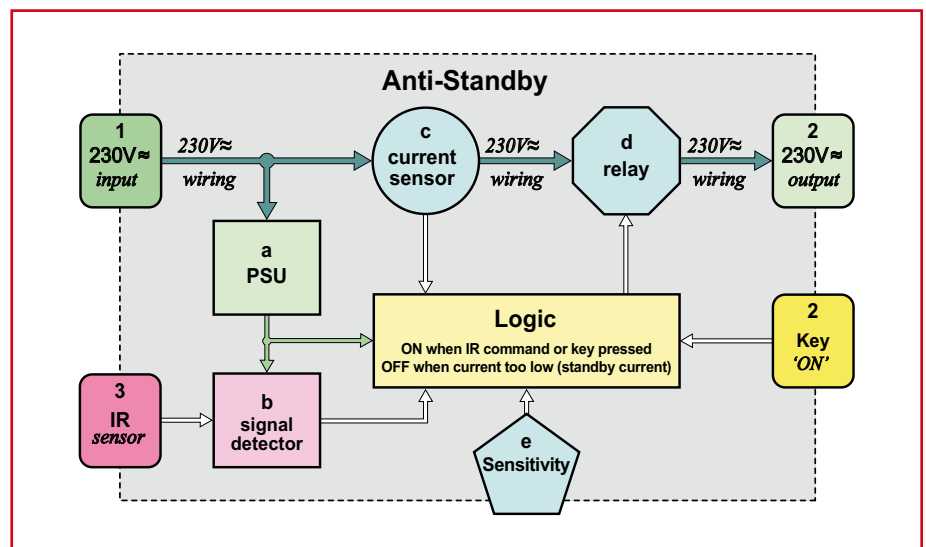 Anti-Standby
1
230V≈
input
230V≈
wiring
c
current
sensor
230V≈
wiring
d
relay
230V≈
wiring
2
230V≈
output
a
PSU
Logic
ON when IR command or key pressed
OFF when current too low (standby current)
2
Key
‘ON’
3
IR
sensor
b
signal
detector
e
Sensitivity